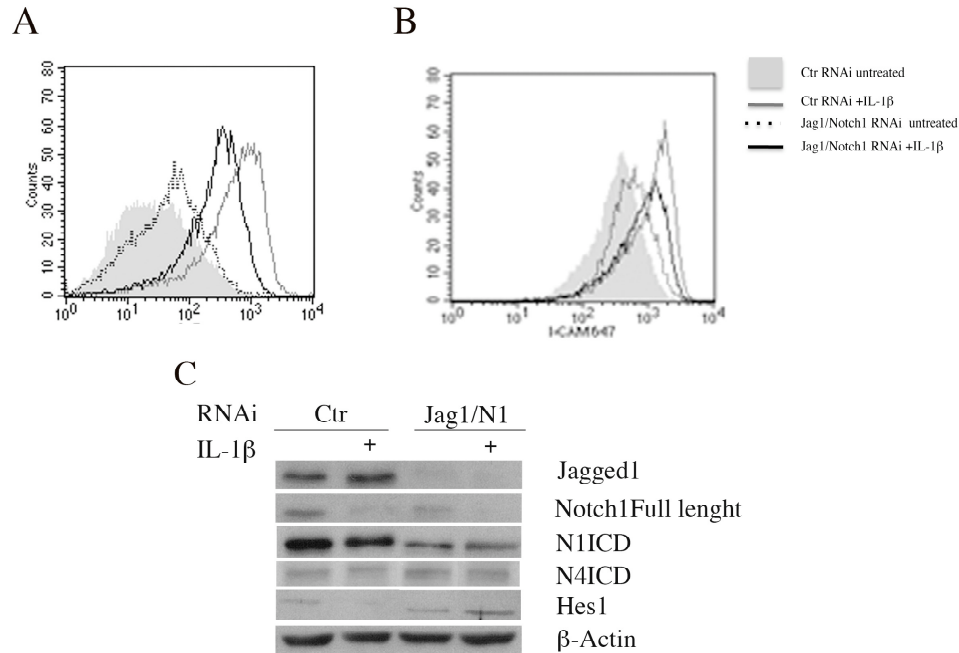 A
B
80
70
60
50
40
30
20
10
0
Counts
10⁰ 10¹ 10² 10³ 10⁴
80
70
60
50
40
30
20
10
0
Counts
10⁰ 10¹ 10² 10³ 10⁴
I-CAM 647
Ctr RNAi untreated
Ctr RNAi +IL-1β
Jag1/Notch1 RNAi untreated
Jag1/Notch1 RNAi +IL-1β
C
RNAi Ctr Jag1/N1
IL-1β + +
Jagged1
Notch1Full lenght
N1ICD
N4ICD
Hes1
β-Actin